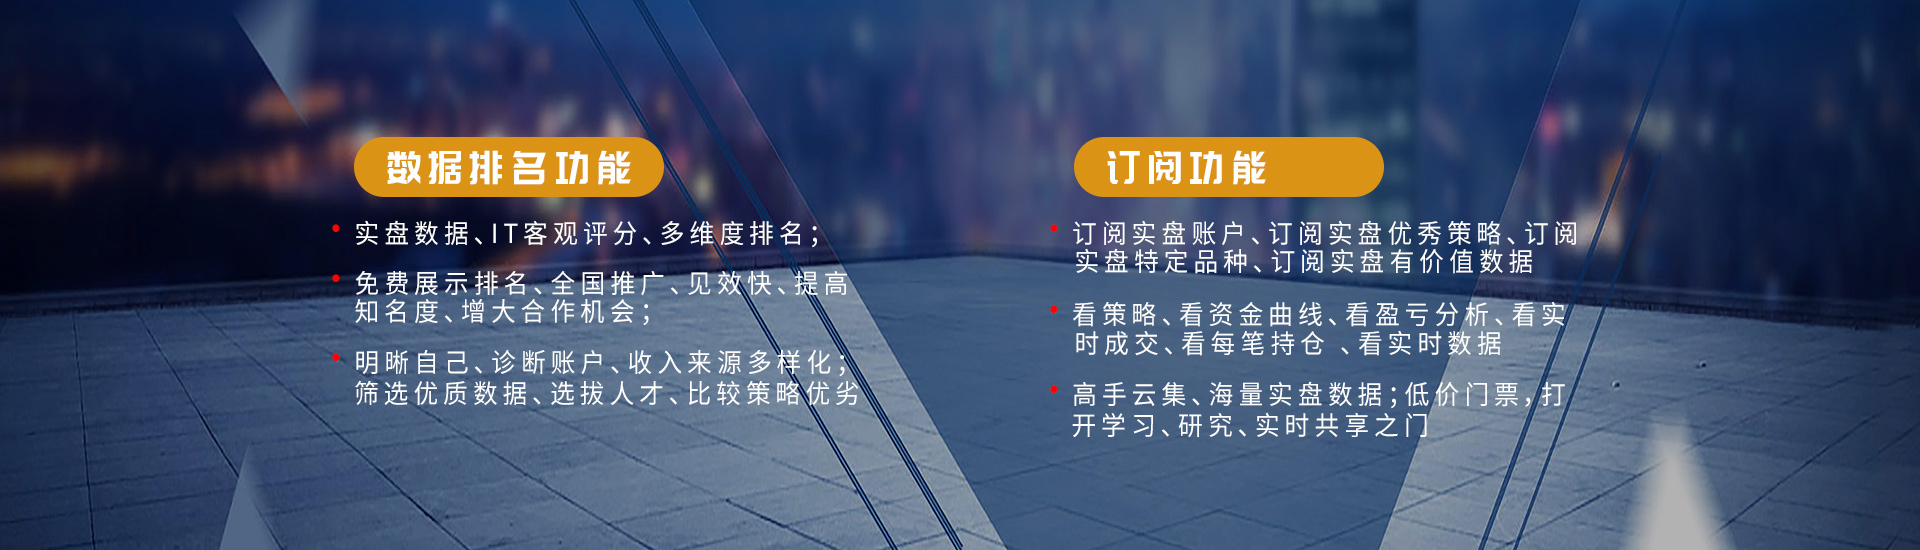 数据排名功能
实盘数据、IT客观评分、多维度排名；
免费展示排名、全国推广、见效快、提高
知名度、增大合作机会；
明晰自己、诊断账户、收入来源多样化；
筛选优质数据、选拔人才、比较策略优劣
订阅功能
订阅实盘账户、订阅实盘优秀策略、订阅
实盘特定品种、订阅实盘有价值数据
看策略、看资金曲线、看盈亏分析、看实
时成交、看每笔持仓 、看实时数据
高手云集、海量实盘数据；低价门票，打
开学习、研究、实时共享之门